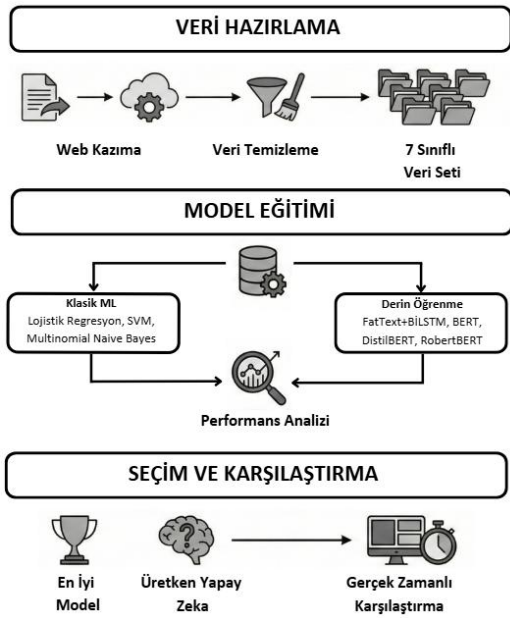 VERİ HAZIRLAMA
Web Kazıma
Veri Temizleme
7 Sınıflı
Veri Seti
MODEL EĞİTİMİ
Klasik ML
Lojistik Regresyon, SVM,
Multinomial Naive Bayes
Derin Öğrenme
FatText+BİLSTM, BERT,
DistilBERT, RobertBERT
Performans Analizi
SEÇİM VE KARŞILAŞTIRMA
En İyi
Model
Üretken Yapay
Zeka
?
Gerçek Zamanlı
Karşılaştırma